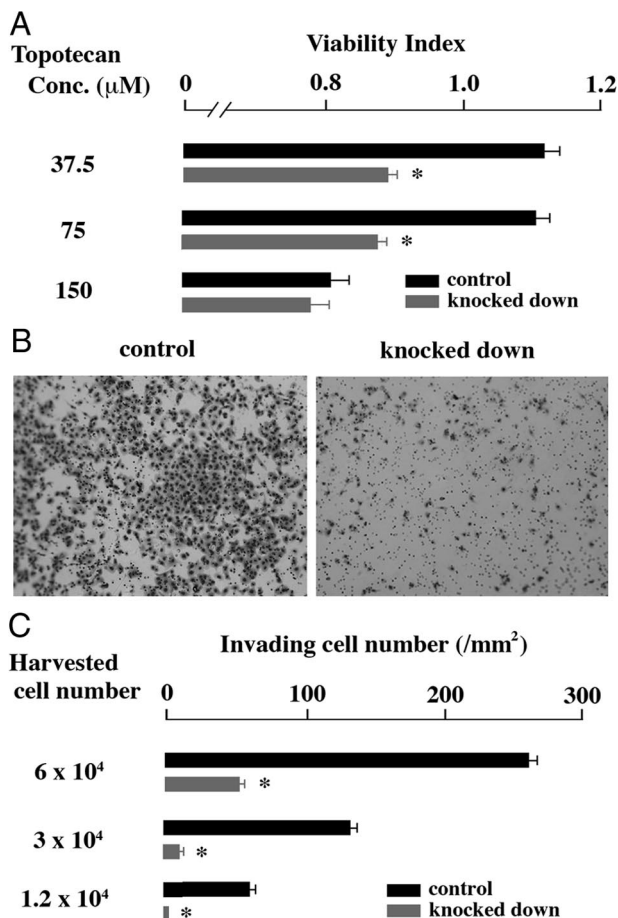 A
Topotecan
Conc. (μM)
Viability Index
0 0.8 1.0 1.2
37.5
*
75
*
150
control
knocked down
B
control knocked down
C
Harvested
cell number
Invading cell number (/mm²)
0 100 200 300
6 x 10⁴
*
3 x 10⁴
*
1.2 x 10⁴
*
control
knocked down